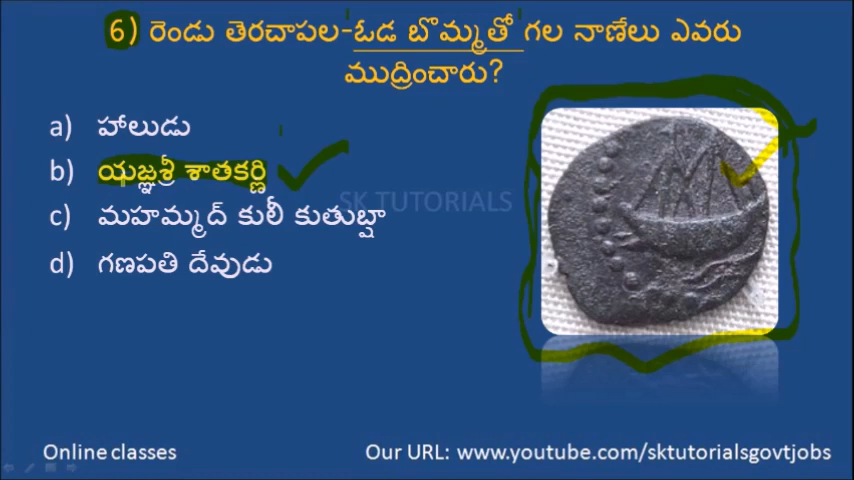 6) రెండు తెరచాపల-ఓడ బొమ్మతో గల నాణేలు ఎవరు
ముద్రించారు?
a) హాలుడు
b) యజ్ఞశ్రీ శాతకర్ణి
c) మహమ్మద్ కులీ కుతుబ్షా
d) గణపతి దేవుడు
SK TUTORIALS
Online classes
Our URL: www.youtube.com/sktutorialsgovtjobs